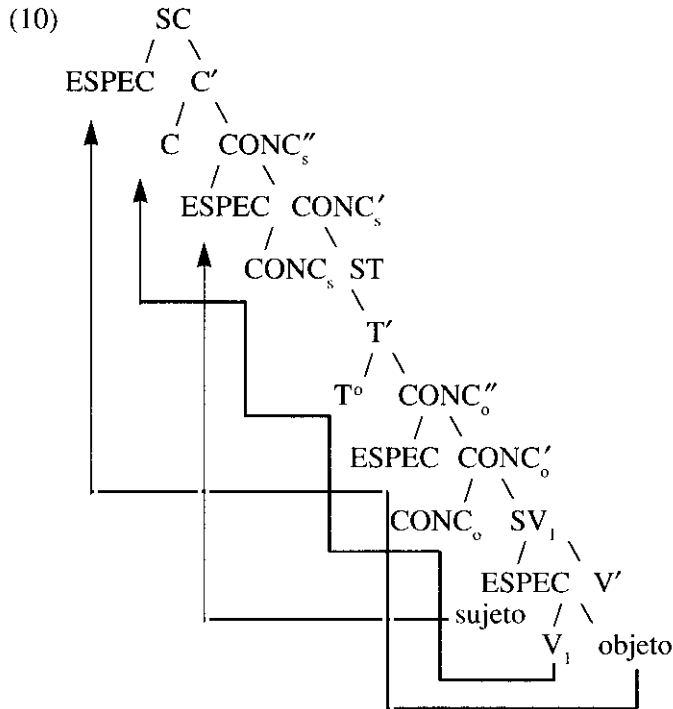 (10) SC
ESPEC C′
C CONC″s
ESPEC CONC′s
CONCs ST
T′
T° CONC″o
ESPEC CONC′o
CONCo SV1
ESPEC V′
sujeto
V1 objeto